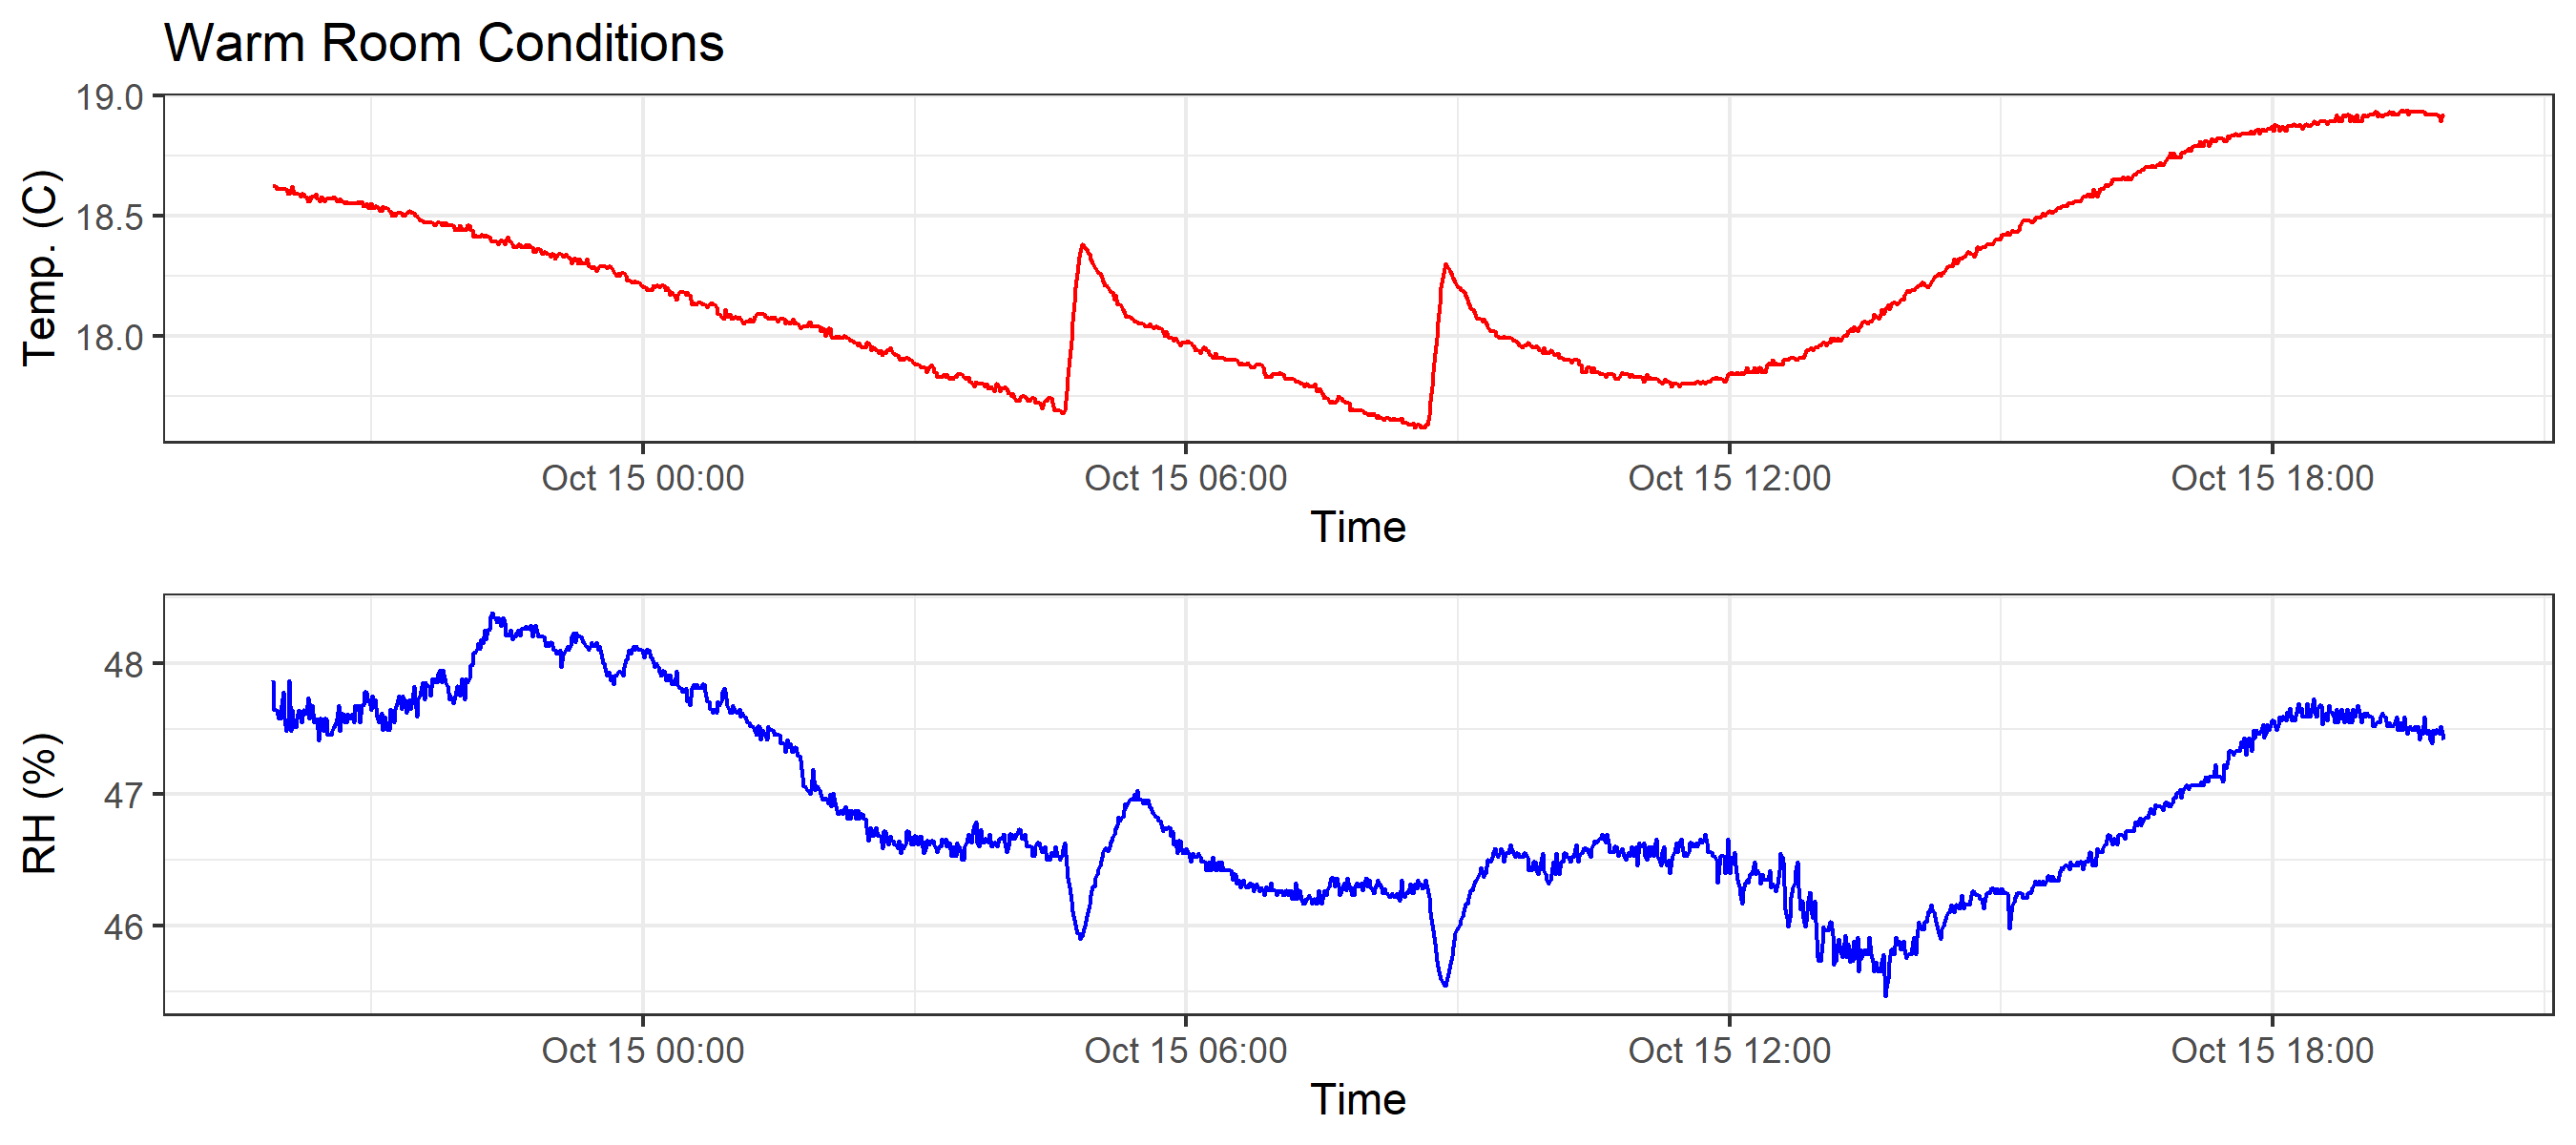 Warm Room Conditions
19.0
18.5
18.0
Temp. (C)
Oct 15 00:00 Oct 15 06:00 Oct 15 12:00 Oct 15 18:00
Time
48
47
46
RH (%)
Oct 15 00:00 Oct 15 06:00 Oct 15 12:00 Oct 15 18:00
Time